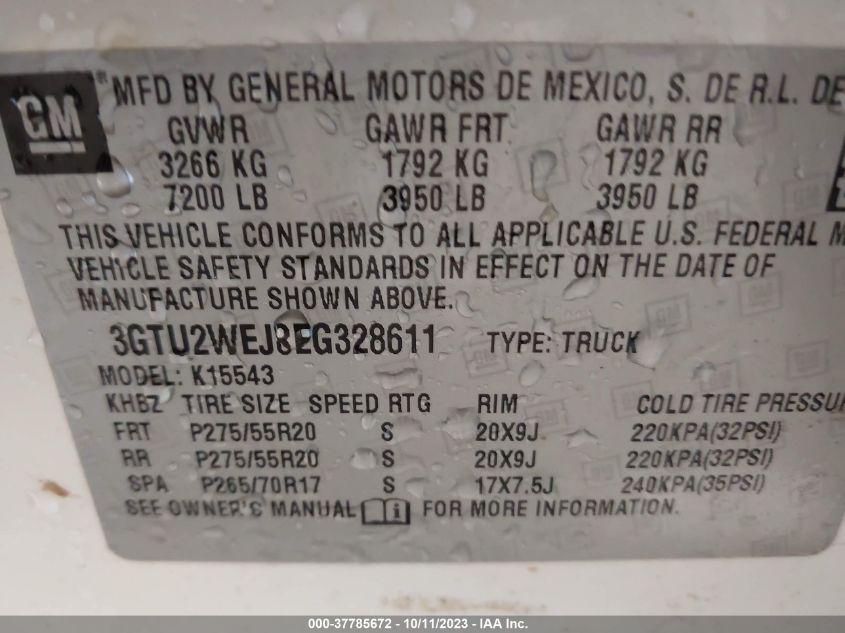 GM ® MFD BY GENERAL MOTORS DE MEXICO, S. DE R.L. DE
GVWR GAWR FRT GAWR RR
3266 KG 1792 KG 1792 KG
7200 LB 3950 LB 3950 LB
THIS VEHICLE CONFORMS TO ALL APPLICABLE U.S. FEDERAL M
VEHICLE SAFETY STANDARDS IN EFFECT ON THE DATE OF
MANUFACTURE SHOWN ABOVE.
3GTU2WEJ8EG328611 TYPE: TRUCK
MODEL: K15543
KHBZ TIRE SIZE SPEED RTG RIM COLD TIRE PRESSU
FRT P275/55R20 S 20X9J 220KPA(32PSI)
RR P275/55R20 S 20X9J 220KPA(32PSI)
SPA P265/70R17 S 17X7.5J 240KPA(35PSI)
SEE OWNER'S MANUAL i FOR MORE INFORMATION.
000-37785672 - 10/11/2023 - IAA Inc.